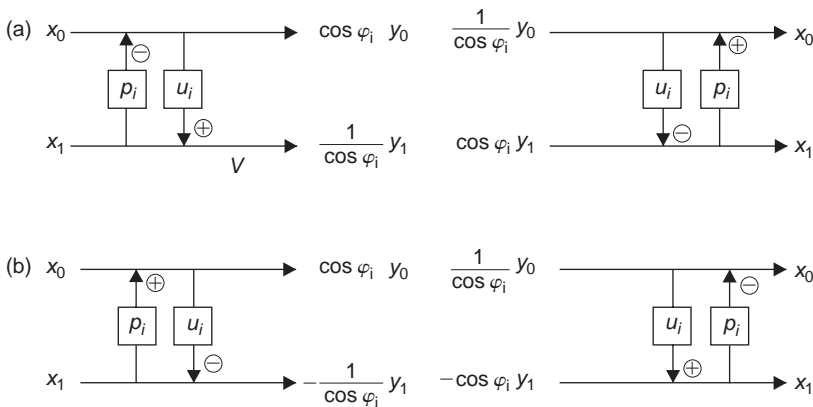 (a) x₀ cos φᵢ y₀ 1/cos φᵢ y₀ x₀
⊖ ⊕
pᵢ uᵢ uᵢ pᵢ
⊕ ⊖
x₁ 1/cos φᵢ y₁ cos φᵢ y₁ x₁
V
(b) x₀ cos φᵢ y₀ 1/cos φᵢ y₀ x₀
⊕ ⊖
pᵢ uᵢ uᵢ pᵢ
⊖ ⊕
x₁ −1/cos φᵢ y₁ −cos φᵢ y₁ x₁